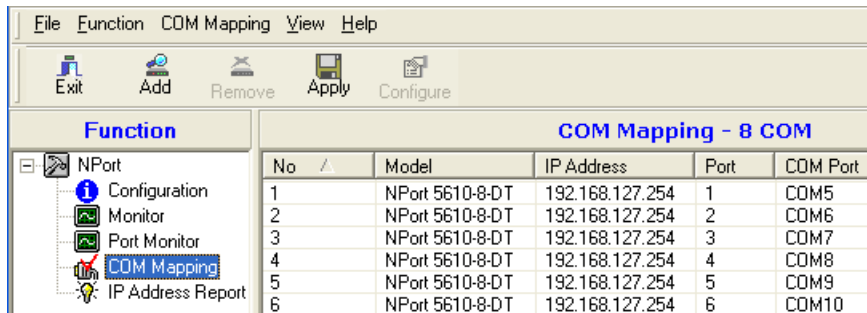 File Function COM Mapping View Help
Exit Add Remove Apply Configure
Function
COM Mapping - 8 COM
NPort
Configuration
Monitor
Port Monitor
COM Mapping
IP Address Report
No Model IP Address Port COM Port
1 NPort 5610-8-DT 192.168.127.254 1 COM5
2 NPort 5610-8-DT 192.168.127.254 2 COM6
3 NPort 5610-8-DT 192.168.127.254 3 COM7
4 NPort 5610-8-DT 192.168.127.254 4 COM8
5 NPort 5610-8-DT 192.168.127.254 5 COM9
6 NPort 5610-8-DT 192.168.127.254 6 COM10